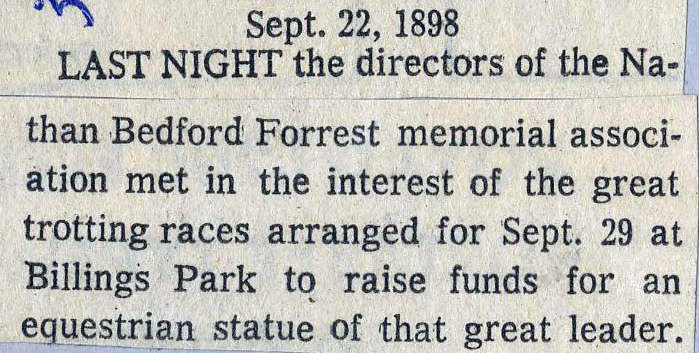 Sept. 22, 1898
LAST NIGHT the directors of the Na-
than Bedford Forrest memorial associ-
ation met in the interest of the great
trotting races arranged for Sept. 29 at
Billings Park to raise funds for an
equestrian statue of that great leader.